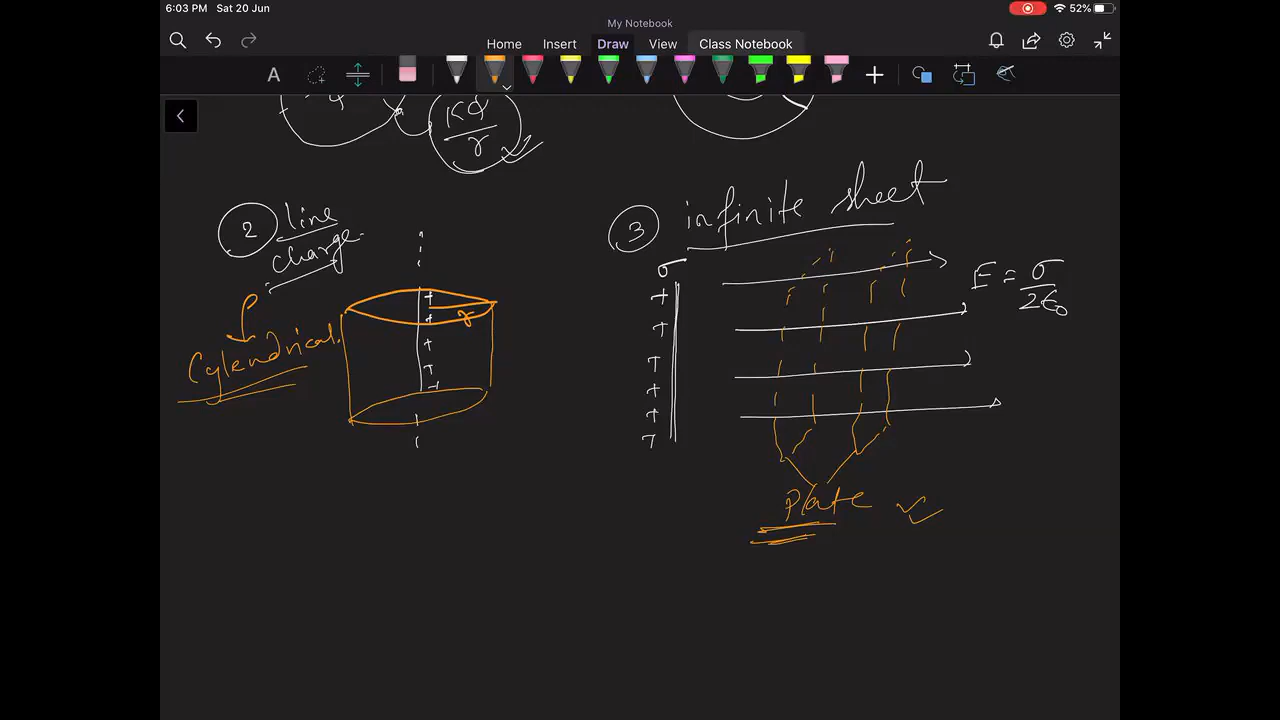 6:03 PM Sat 20 Jun
52%
My Notebook
Home Insert Draw View Class Notebook
A
KQ
r
2 line
charge
Cylendrical.
r
3 infinite sheet
σ
E = σ
2ϵ0
Plate